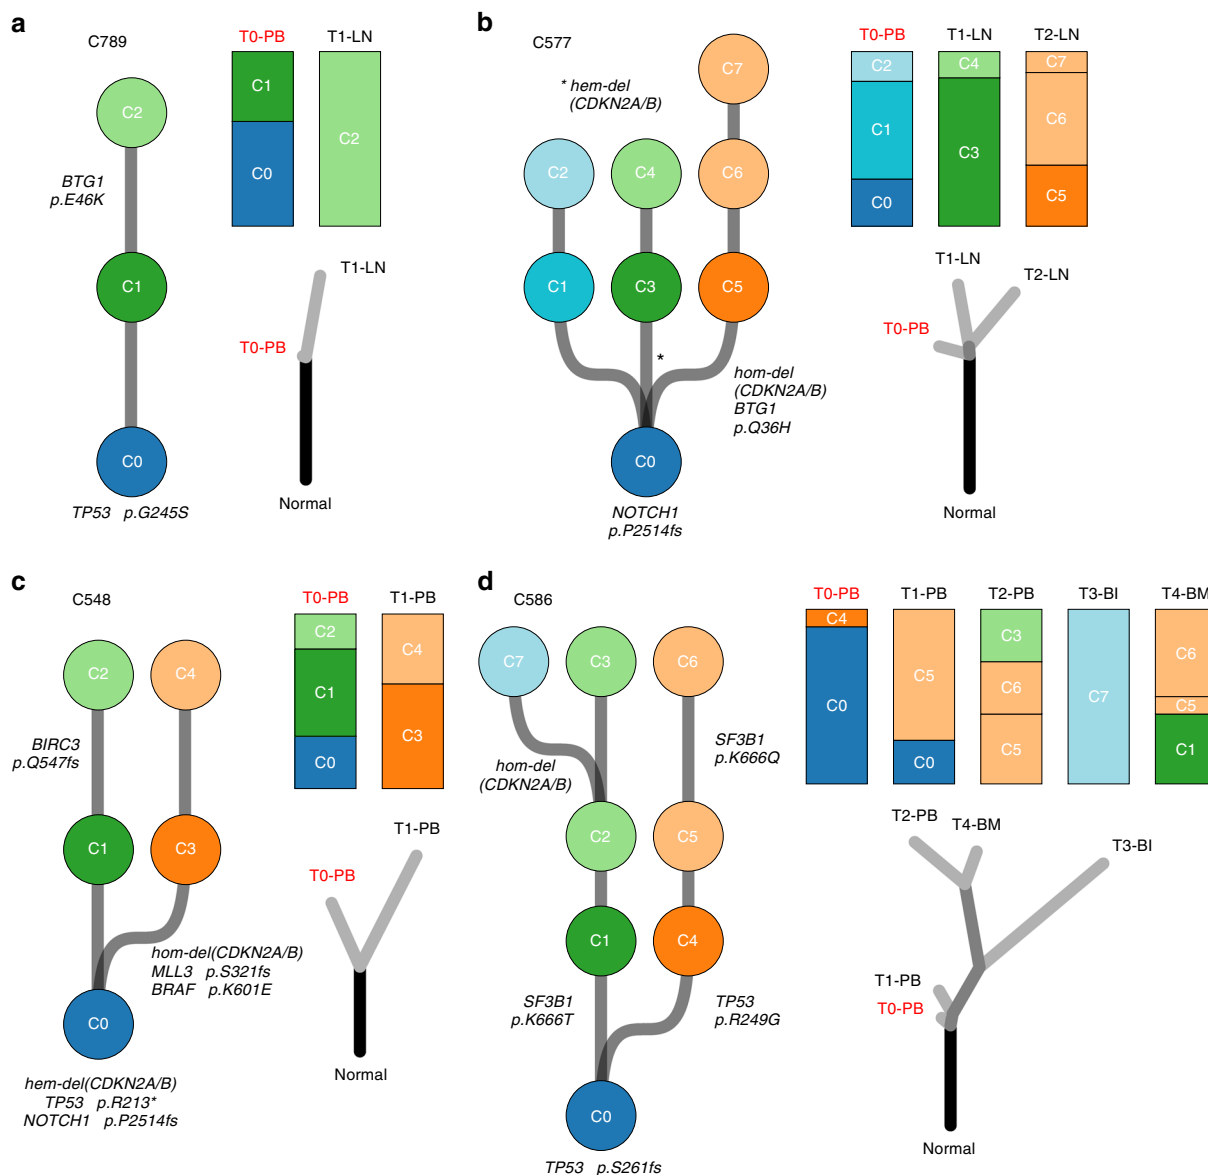 a
C789
T0-PB
T1-LN
C2
C1
C0
BTG1
p.E46K
C1
C0
C2
T1-LN
T0-PB
Normal
TP53 p.G245S
b
C577
* hem-del
(CDKN2A/B)
C7
C2
C4
C6
C1
C3
C5
*
hom-del
(CDKN2A/B)
BTG1
p.Q36H
C0
NOTCH1
p.P2514fs
T0-PB
T1-LN
T2-LN
C2
C1
C0
C4
C3
C7
C6
C5
T1-LN
T2-LN
T0-PB
Normal
c
C548
T0-PB
T1-PB
C2
C4
BIRC3
p.Q547fs
C1
C3
hom-del(CDKN2A/B)
MLL3 p.S321fs
BRAF p.K601E
C0
hem-del(CDKN2A/B)
TP53 p.R213*
NOTCH1 p.P2514fs
C2
C1
C0
C4
C3
T1-PB
T0-PB
Normal
d
C586
C7
C3
C6
hom-del
(CDKN2A/B)
SF3B1
p.K666Q
C2
C5
C1
C4
SF3B1
p.K666T
TP53
p.R249G
C0
TP53 p.S261fs
T0-PB
T1-PB
T2-PB
T3-BI
T4-BM
C4
C0
C5
C0
C3
C6
C5
C7
C6
C5
C1
T2-PB
T4-BM
T3-BI
T1-PB
T0-PB
Normal